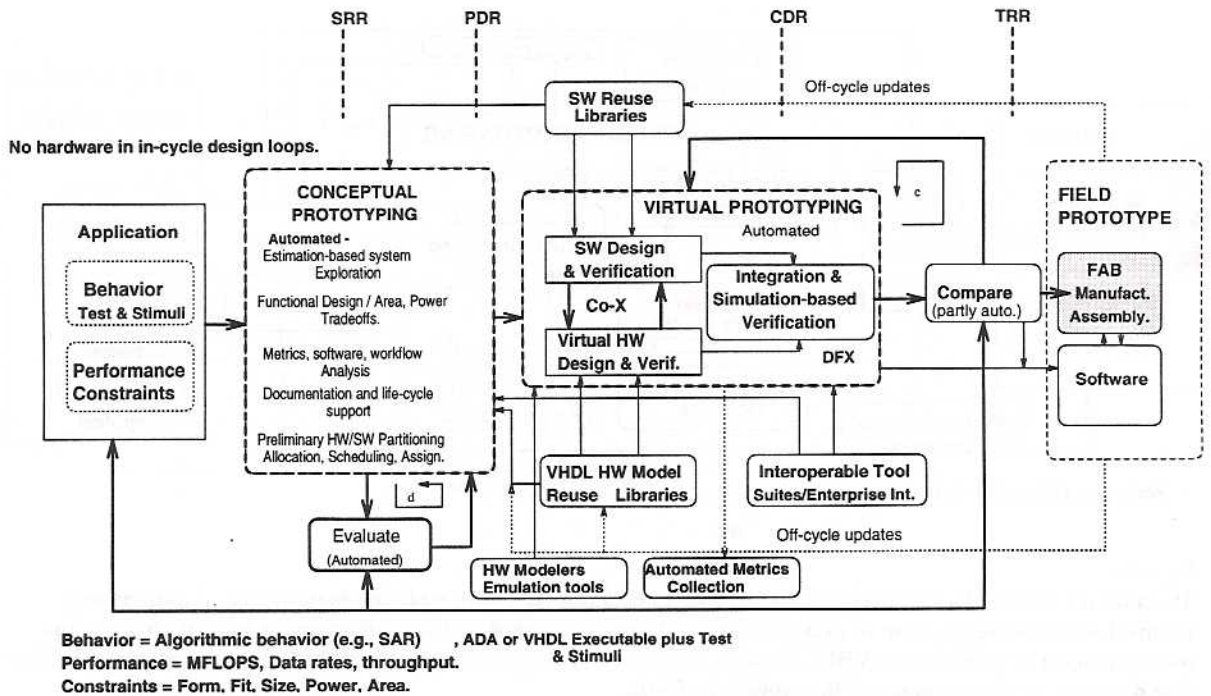 SRR
PDR
CDR
TRR
SW Reuse
Libraries
Off-cycle updates
No hardware in in-cycle design loops.
Application
Behavior
Test & Stimuli
Performance
Constraints
CONCEPTUAL
PROTOTYPING
Automated -
Estimation-based system
Exploration
Functional Design / Area, Power
Tradeoffs.
Metrics, software, workflow
Analysis
Documentation and life-cycle
support
Preliminary HW/SW Partitioning
Allocation, Scheduling, Assign.
d
Evaluate
(Automated)
VIRTUAL PROTOTYPING
Automated
SW Design
& Verification
Co-X
Virtual HW
Design & Verif.
Integration &
Simulation-based
Verification
DFX
c
Compare
(partly auto.)
FIELD
PROTOTYPE
FAB
Manufact.
Assembly.
Software
VHDL HW Model
Reuse Libraries
Interoperable Tool
Suites/Enterprise Int.
Off-cycle updates
HW Modelers
Emulation tools
Automated Metrics
Collection
Behavior = Algorithmic behavior (e.g., SAR) , ADA or VHDL Executable plus Test
& Stimuli
Performance = MFLOPS, Data rates, throughput.
Constraints = Form, Fit, Size, Power, Area.